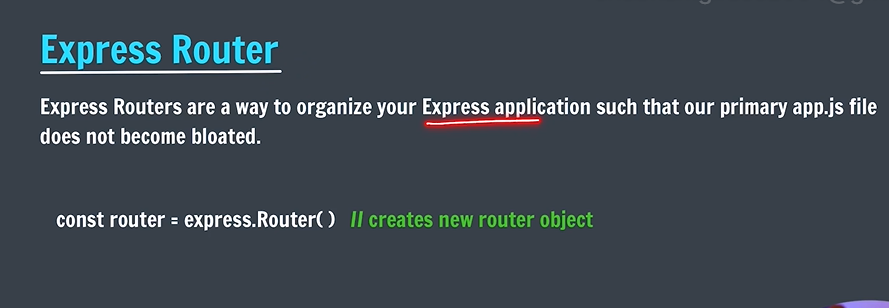 Express Router
Express Routers are a way to organize your Express application such that our primary app.js file
does not become bloated.
const router = express.Router( ) // creates new router object